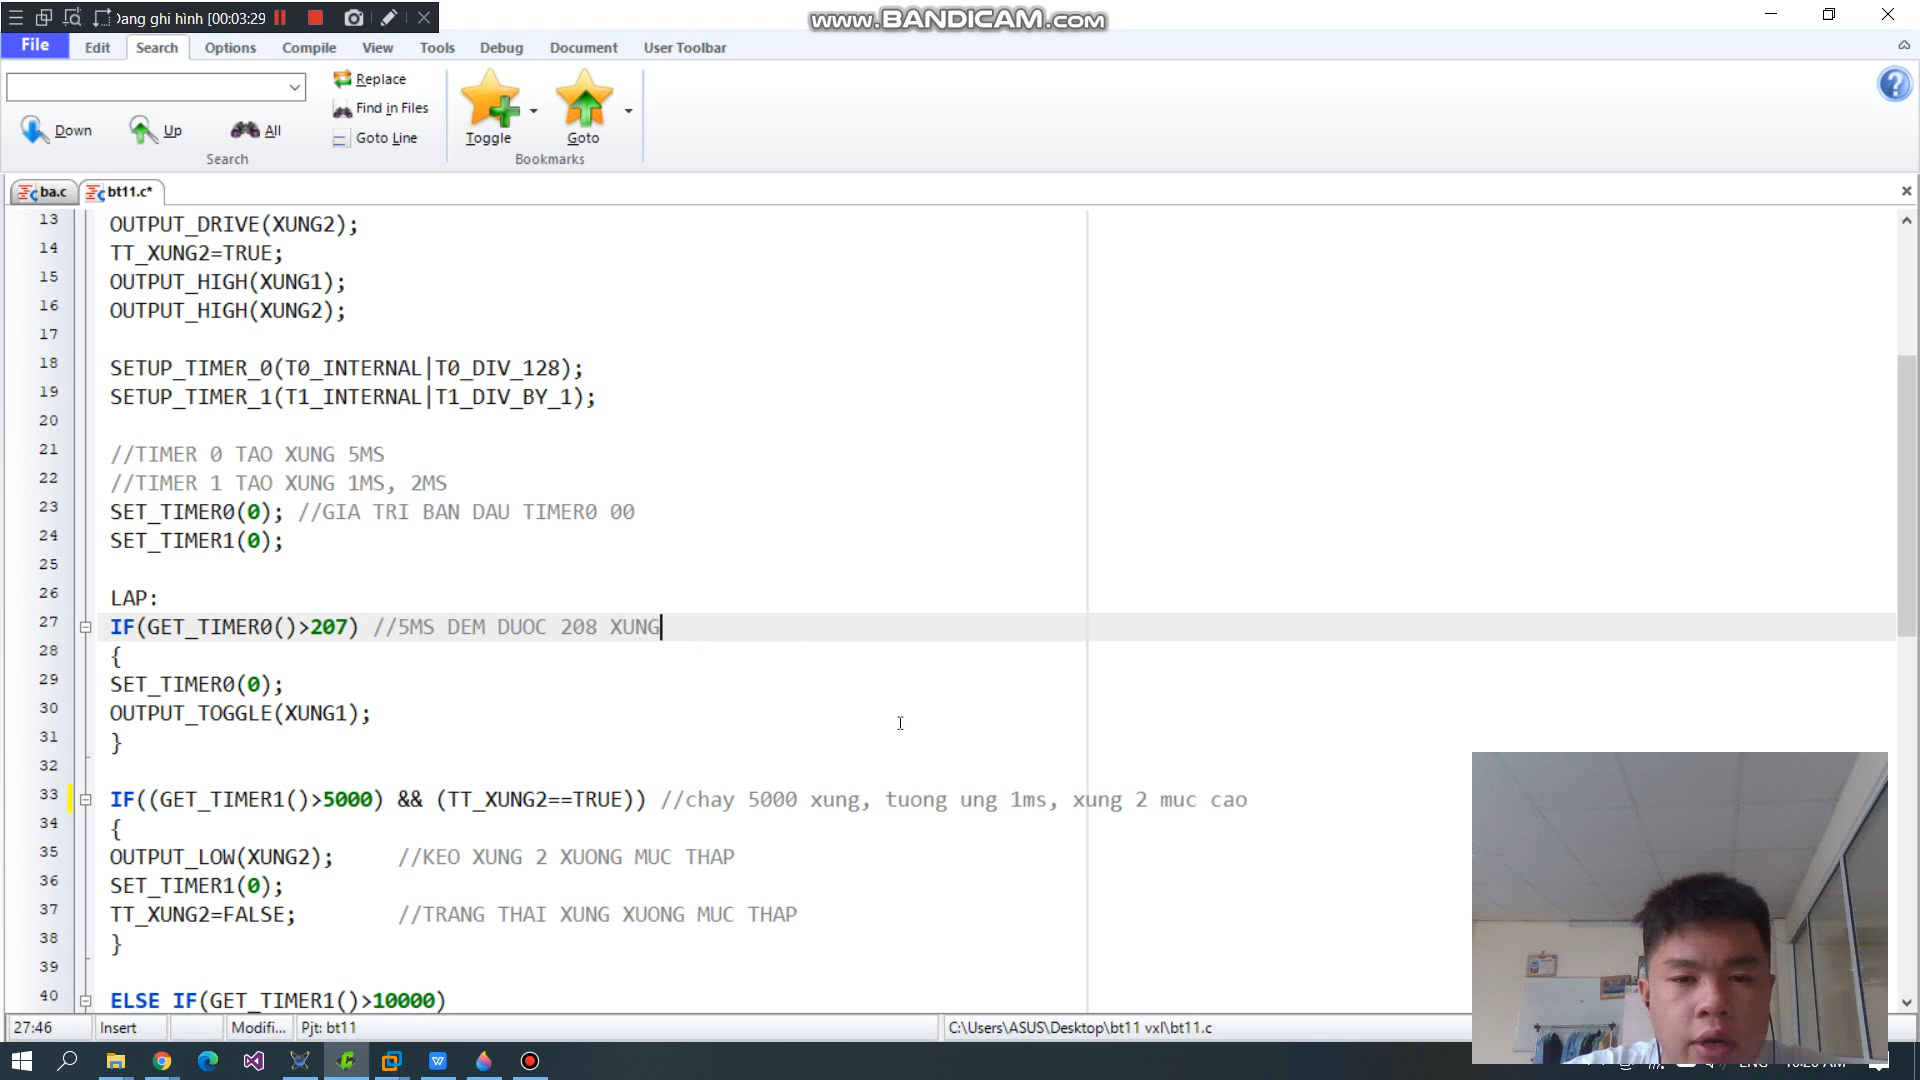 Đang ghi hình [00:03:29
www.BANDICAM.com
File Edit Search Options Compile View Tools Debug Document User Toolbar
Replace
Find in Files
Goto Line
Down Up All
Toggle Goto
Search Bookmarks
ba.c bt11.c*
13 OUTPUT_DRIVE(XUNG2);
14 TT_XUNG2=TRUE;
15 OUTPUT_HIGH(XUNG1);
16 OUTPUT_HIGH(XUNG2);
17
18 SETUP_TIMER_0(T0_INTERNAL|T0_DIV_128);
19 SETUP_TIMER_1(T1_INTERNAL|T1_DIV_BY_1);
20
21 //TIMER 0 TAO XUNG 5MS
22 //TIMER 1 TAO XUNG 1MS, 2MS
23 SET_TIMER0(0); //GIA TRI BAN DAU TIMER0 00
24 SET_TIMER1(0);
25
26 LAP:
27 IF(GET_TIMER0()>207) //5MS DEM DUOC 208 XUNG
28 {
29 SET_TIMER0(0);
30 OUTPUT_TOGGLE(XUNG1);
31 }
32
33 IF((GET_TIMER1()>5000) && (TT_XUNG2==TRUE)) //chay 5000 xung, tuong ung 1ms, xung 2 muc cao
34 {
35 OUTPUT_LOW(XUNG2); //KEO XUNG 2 XUONG MUC THAP
36 SET_TIMER1(0);
37 TT_XUNG2=FALSE; //TRANG THAI XUNG XUONG MUC THAP
38 }
39
40 ELSE IF(GET_TIMER1()>10000)
27:46 Insert Modifi... Pjt: bt11 C:\Users\ASUS\Desktop\bt11 vxl\bt11.c